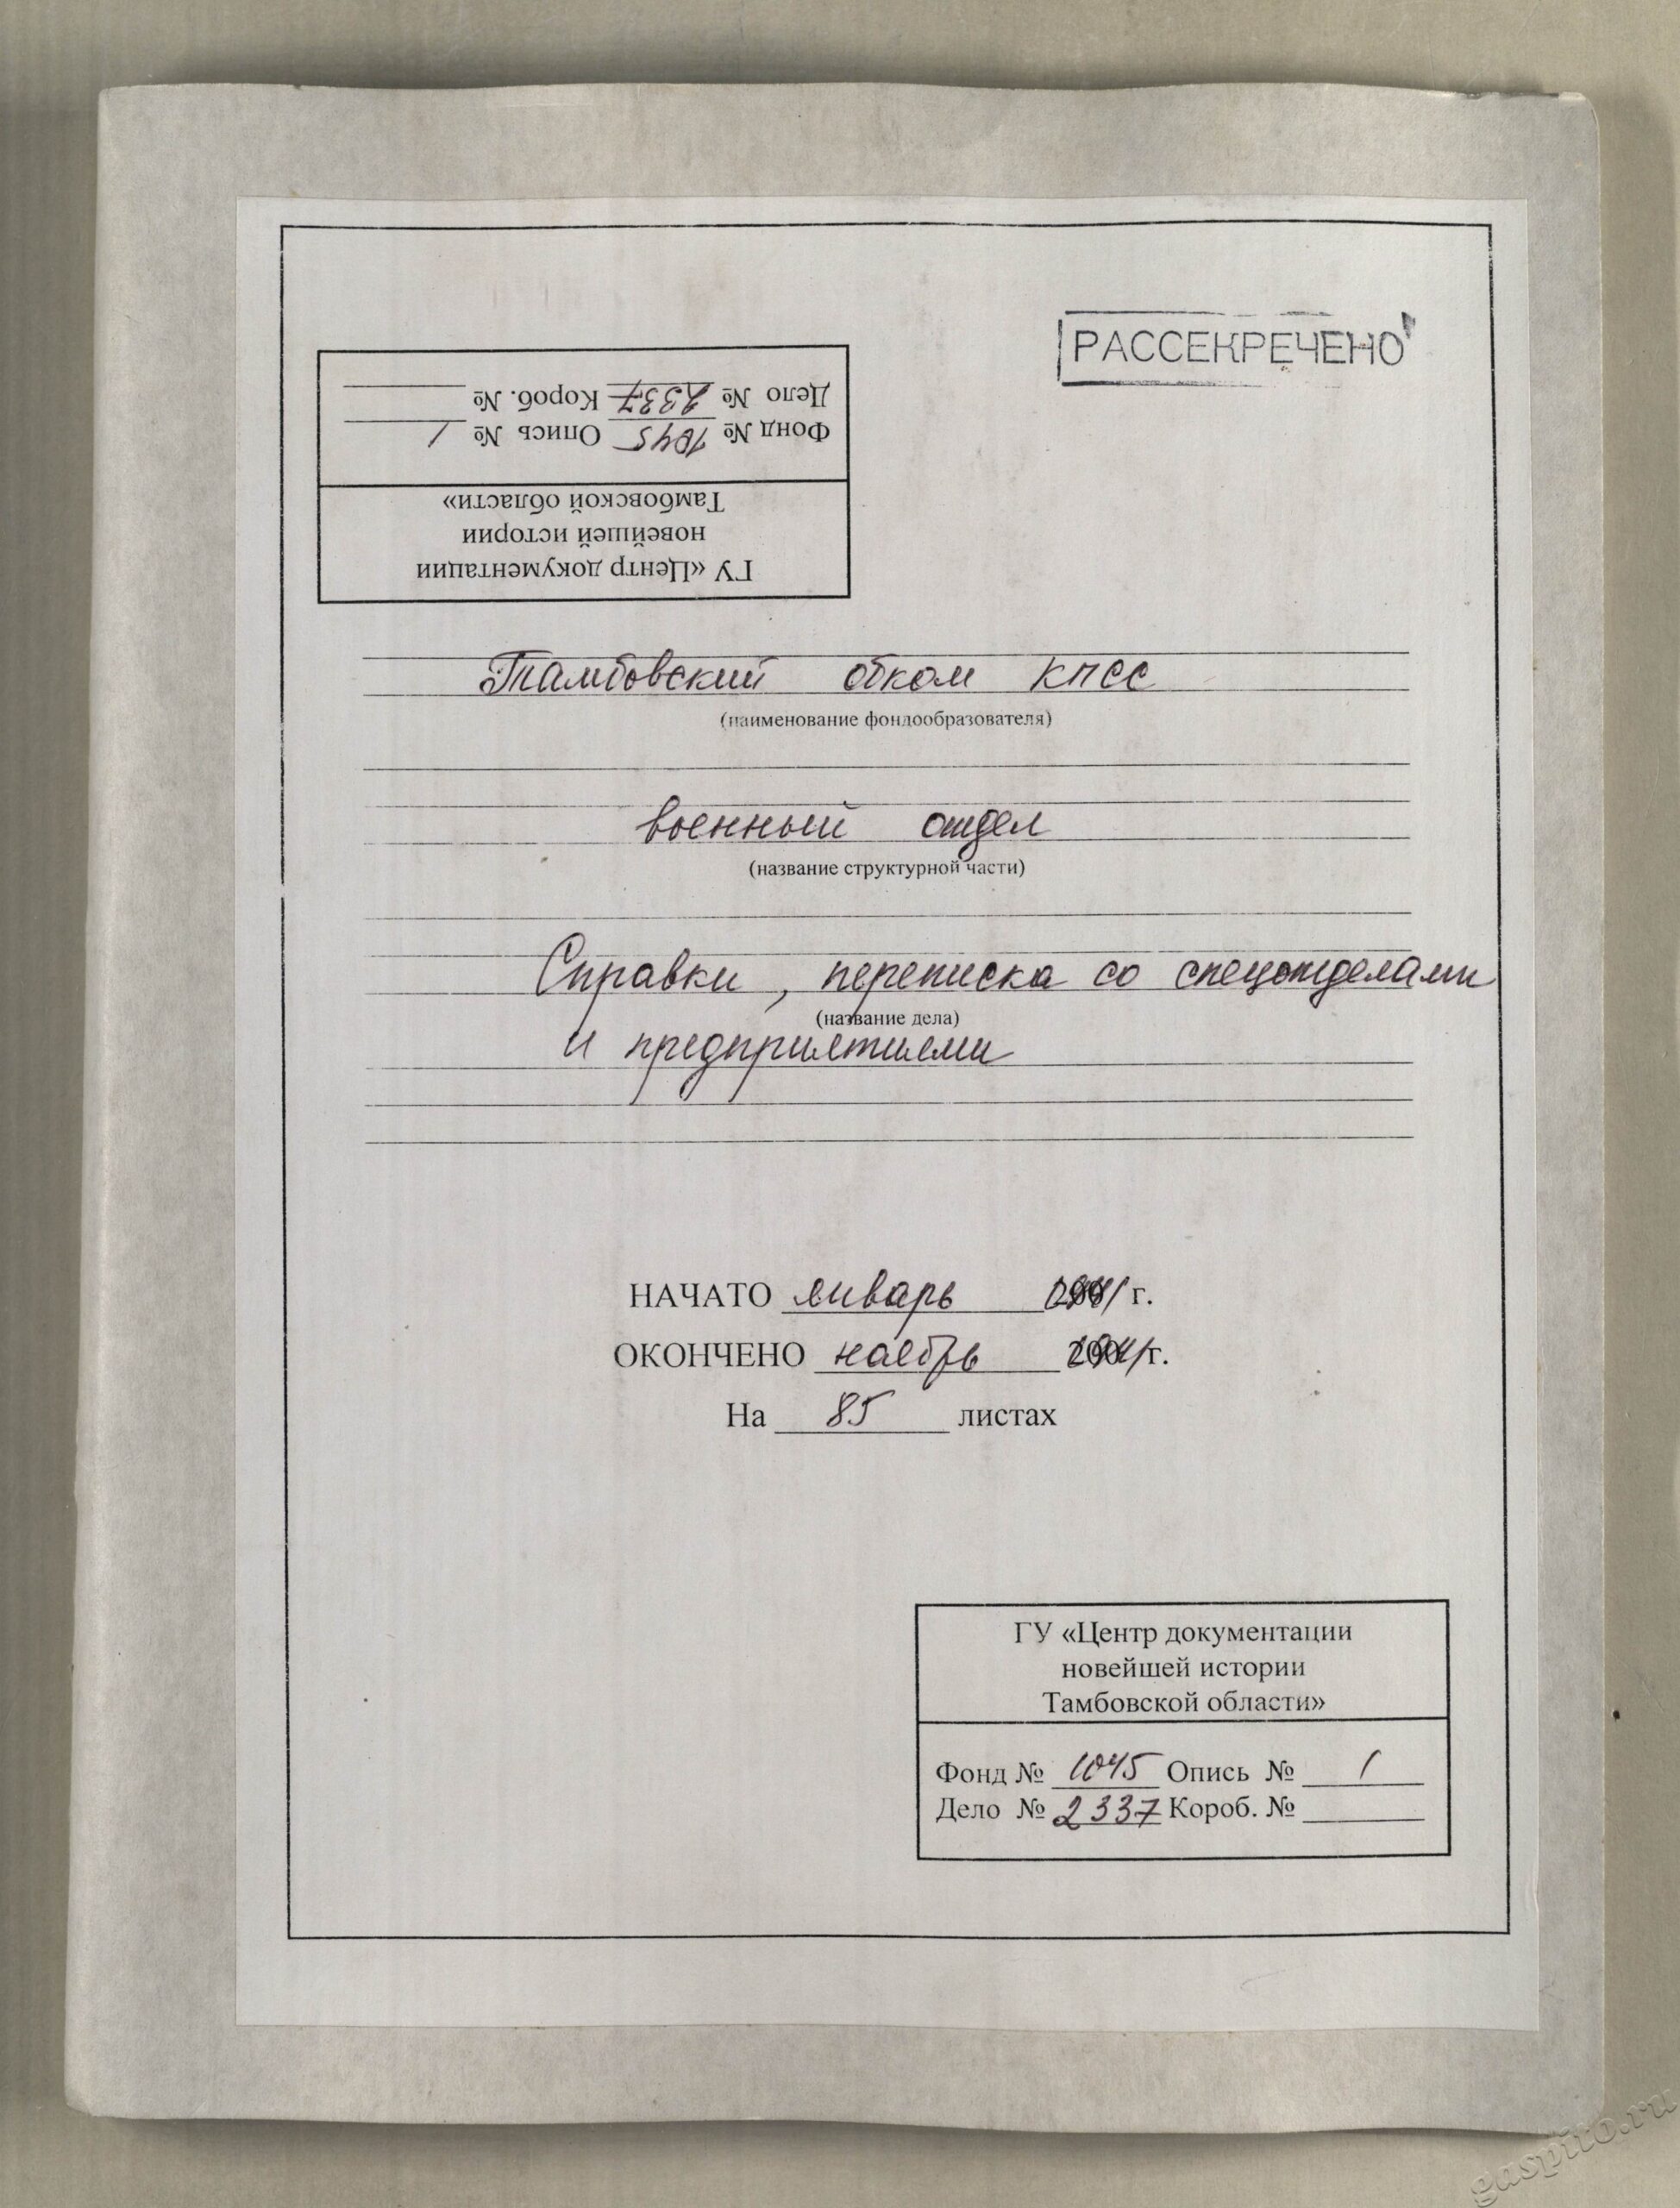 РАССЕКРЕЧЕНО
ГУ «Центр документации
новейшей истории
Тамбовской области»
Фонд № 1045 Опись № 1
Дело № 2337 Короб. №
Тамбовский обком КПСС
(наименование фондообразователя)
военный отдел
(название структурной части)
Справки, переписка со спецотделами
(название дела)
и предприятиями
НАЧАТО январь 1941 г.
ОКОНЧЕНО ноябрь 1941 г.
На 85 листах
ГУ «Центр документации
новейшей истории
Тамбовской области»
Фонд № 1045 Опись № 1
Дело № 2337 Короб. №
gaspito.ru